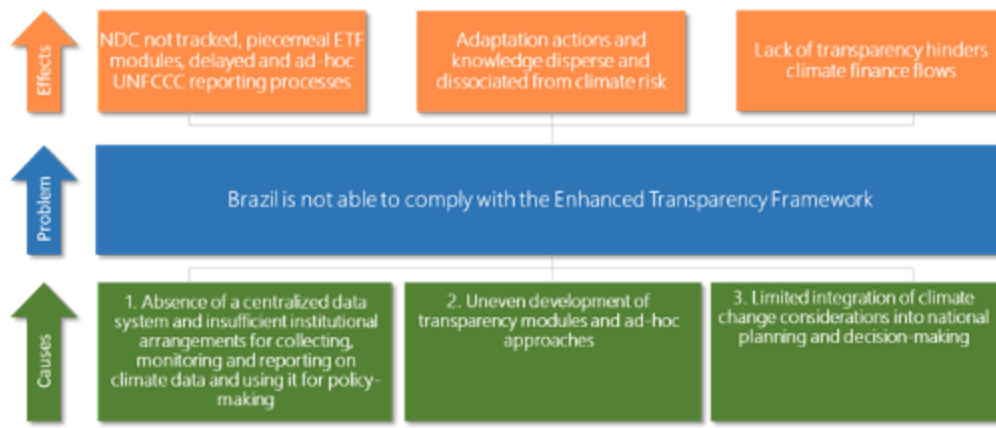 Effects
NDC not tracked, piecemeal ETF
modules, delayed and ad-hoc
UNFCCC reporting processes
Adaptation actions and
knowledge disperse and
dissociated from climate risk
Lack of transparency hinders
climate finance flows
Problem
Brazil is not able to comply with the Enhanced Transparency Framework
Causes
1. Absence of a centralized data
system and insufficient institutional
arrangements for collecting,
monitoring and reporting on
climate data and using it for policy-
making
2. Uneven development of
transparency modules and ad-hoc
approaches
3. Limited integration of climate
change considerations into national
planning and decision-making